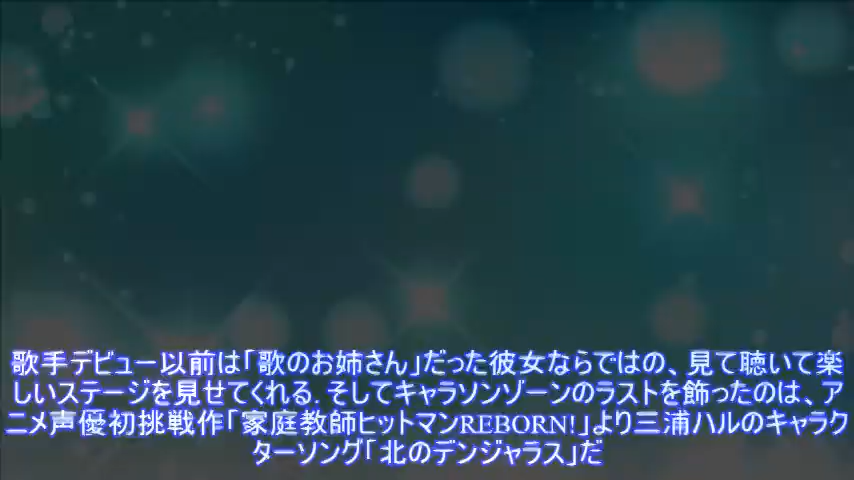 歌手デビュー以前は「歌のお姉さん」だった彼女ならではの、見て聴いて楽
しいステージを見せてくれる. そしてキャラソンゾーンのラストを飾ったのは、ア
ニメ声優初挑戦作「家庭教師ヒットマンREBORN!」より三浦ハルのキャラク
ターソング「北のデンジャラス」だ